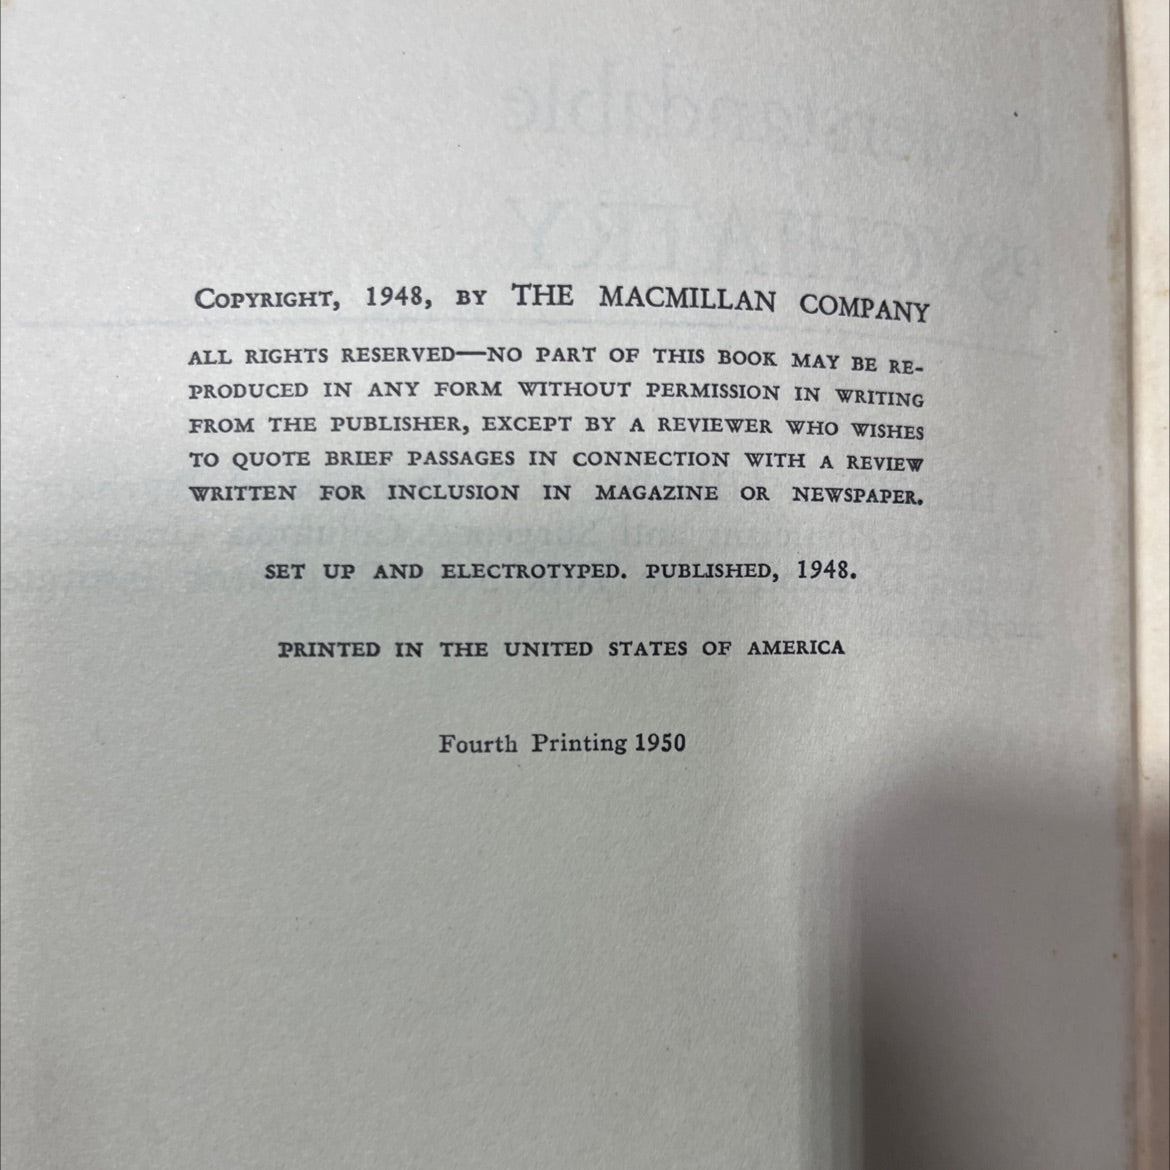 COPYRIGHT, 1948, BY THE MACMILLAN COMPANY
ALL RIGHTS RESERVED—NO PART OF THIS BOOK MAY BE RE-
PRODUCED IN ANY FORM WITHOUT PERMISSION IN WRITING
FROM THE PUBLISHER, EXCEPT BY A REVIEWER WHO WISHES
TO QUOTE BRIEF PASSAGES IN CONNECTION WITH A REVIEW
WRITTEN FOR INCLUSION IN MAGAZINE OR NEWSPAPER.
SET UP AND ELECTROTYPED. PUBLISHED, 1948.
PRINTED IN THE UNITED STATES OF AMERICA
Fourth Printing 1950